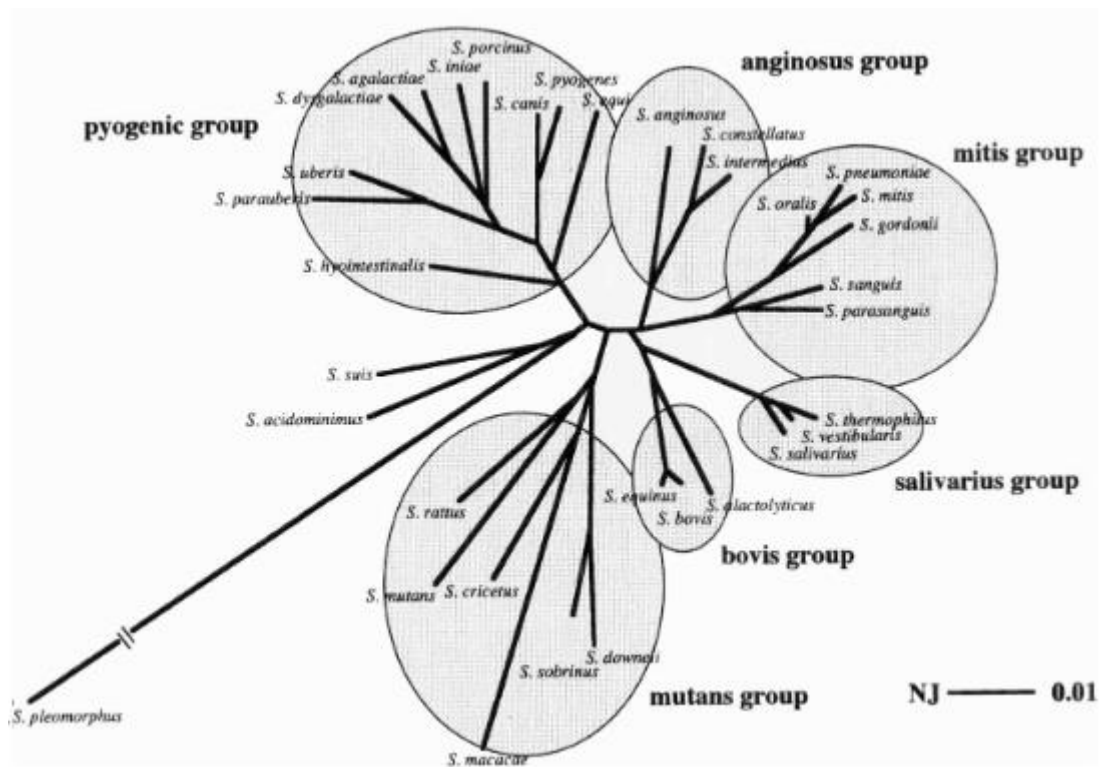 S. porcinus
anginosus group
S. iniae
S. agalactiae
S. pyogenes
S. dysgalactiae
S. canis
S. equi
S. anginosus
pyogenic group
S. constellatus
mitis group
S. intermedius
S. pneumoniae
S. uberis
S. mitis
S. parauberis
S. oralis
S. gordonii
S. hyointestinalis
S. sanguis
S. parasanguis
S. suis
S. acidominimus
S. thermophilus
S. vestibularis
S. salivarius
salivarius group
S. equinus
S. alactolyticus
S. rattus
S. bovis
bovis group
S. mutans
S. cricetus
S. downei
S. sobrinus
mutans group
NJ 0.01
S. pleomorphus
S. macacae